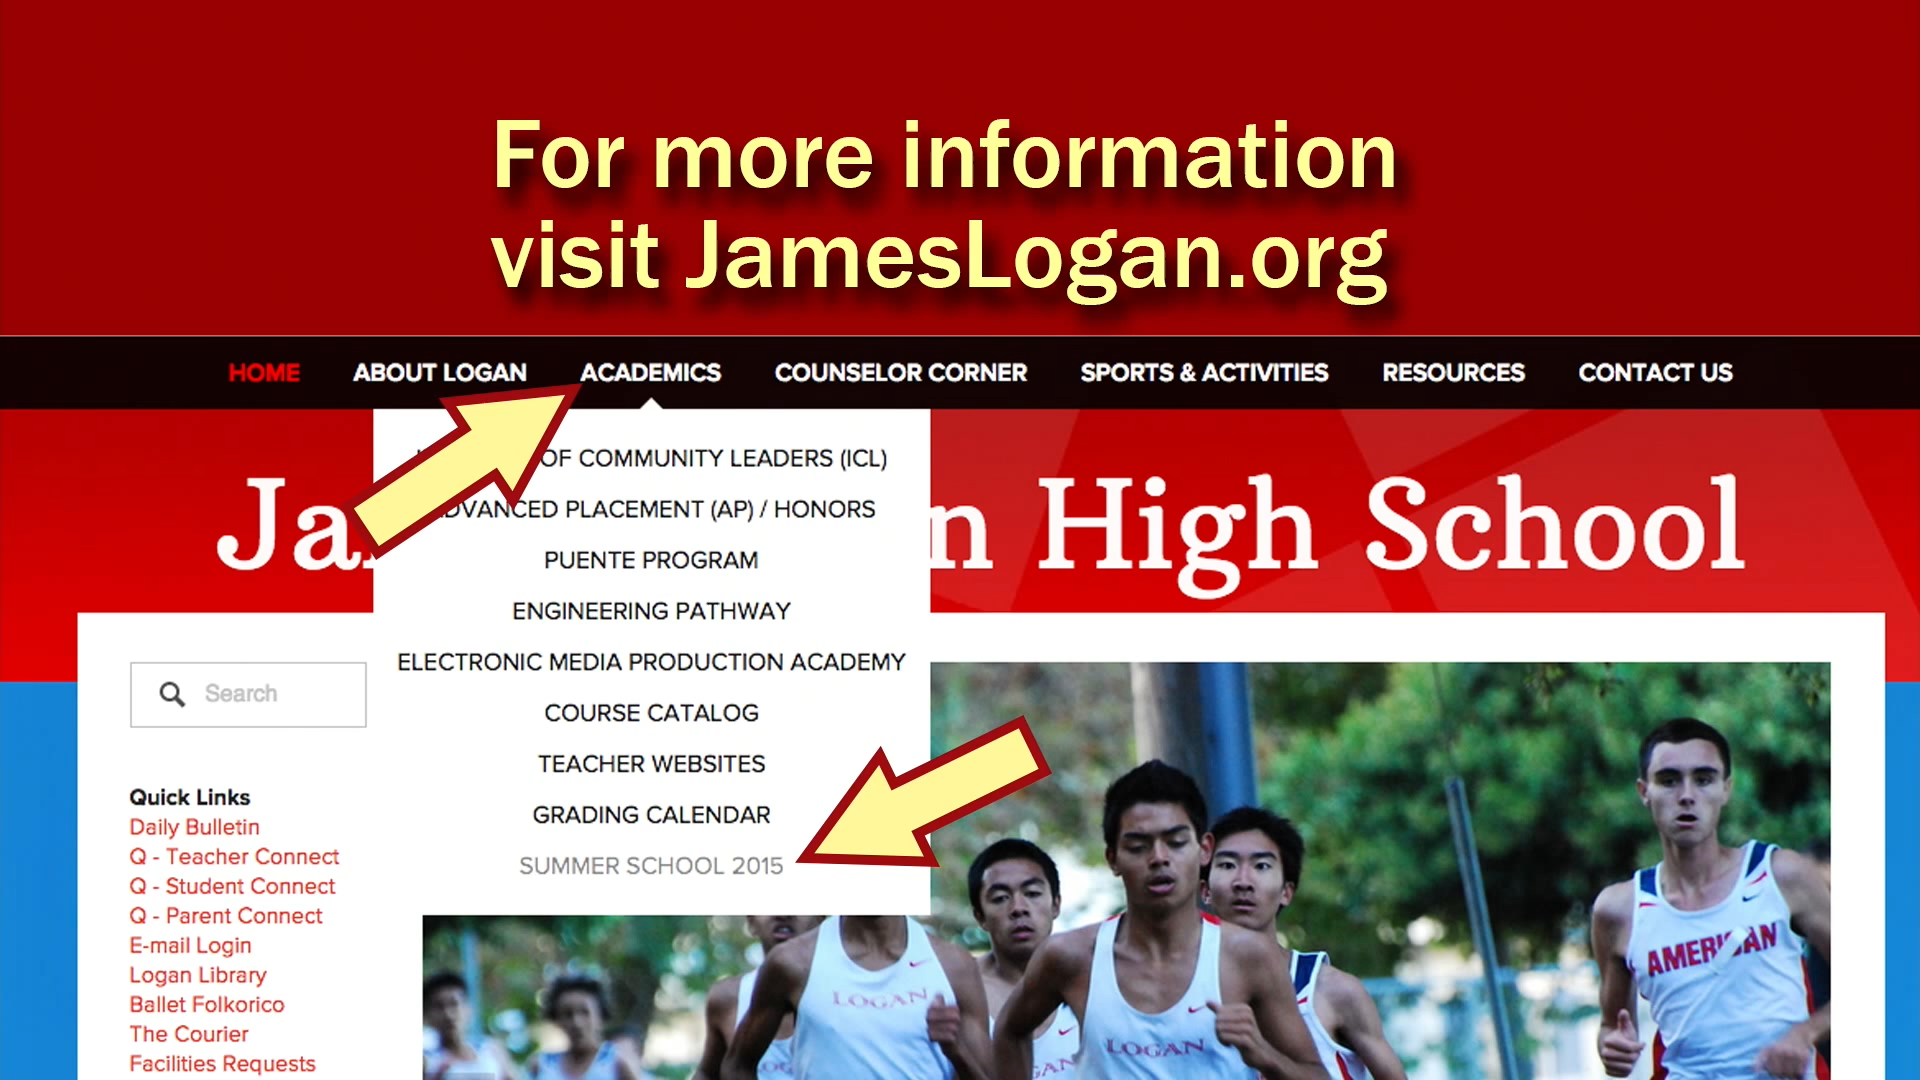 For more information
visit JamesLogan.org
HOME ABOUT LOGAN ACADEMICS COUNSELOR CORNER SPORTS & ACTIVITIES RESOURCES CONTACT US
OF COMMUNITY LEADERS (ICL)
ADVANCED PLACEMENT (AP) / HONORS
PUENTE PROGRAM
ENGINEERING PATHWAY
ELECTRONIC MEDIA PRODUCTION ACADEMY
COURSE CATALOG
TEACHER WEBSITES
GRADING CALENDAR
SUMMER SCHOOL 2015
High School
Search
Quick Links
Daily Bulletin
Q - Teacher Connect
Q - Student Connect
Q - Parent Connect
E-mail Login
Logan Library
Ballet Folkorico
The Courier
Facilities Requests
LOGAN
LOGAN
AMERICAN